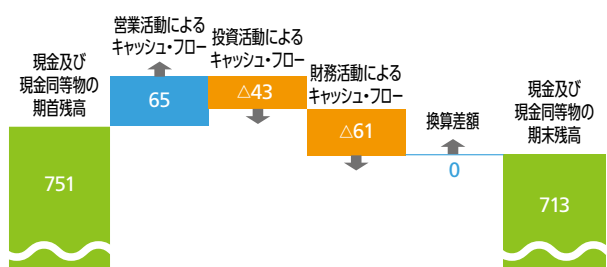 現金及び
現金同等物の
期首残高
751
営業活動による
キャッシュ・フロー
65
投資活動による
キャッシュ・フロー
△43
財務活動による
キャッシュ・フロー
△61
換算差額
0
現金及び
現金同等物の
期末残高
713